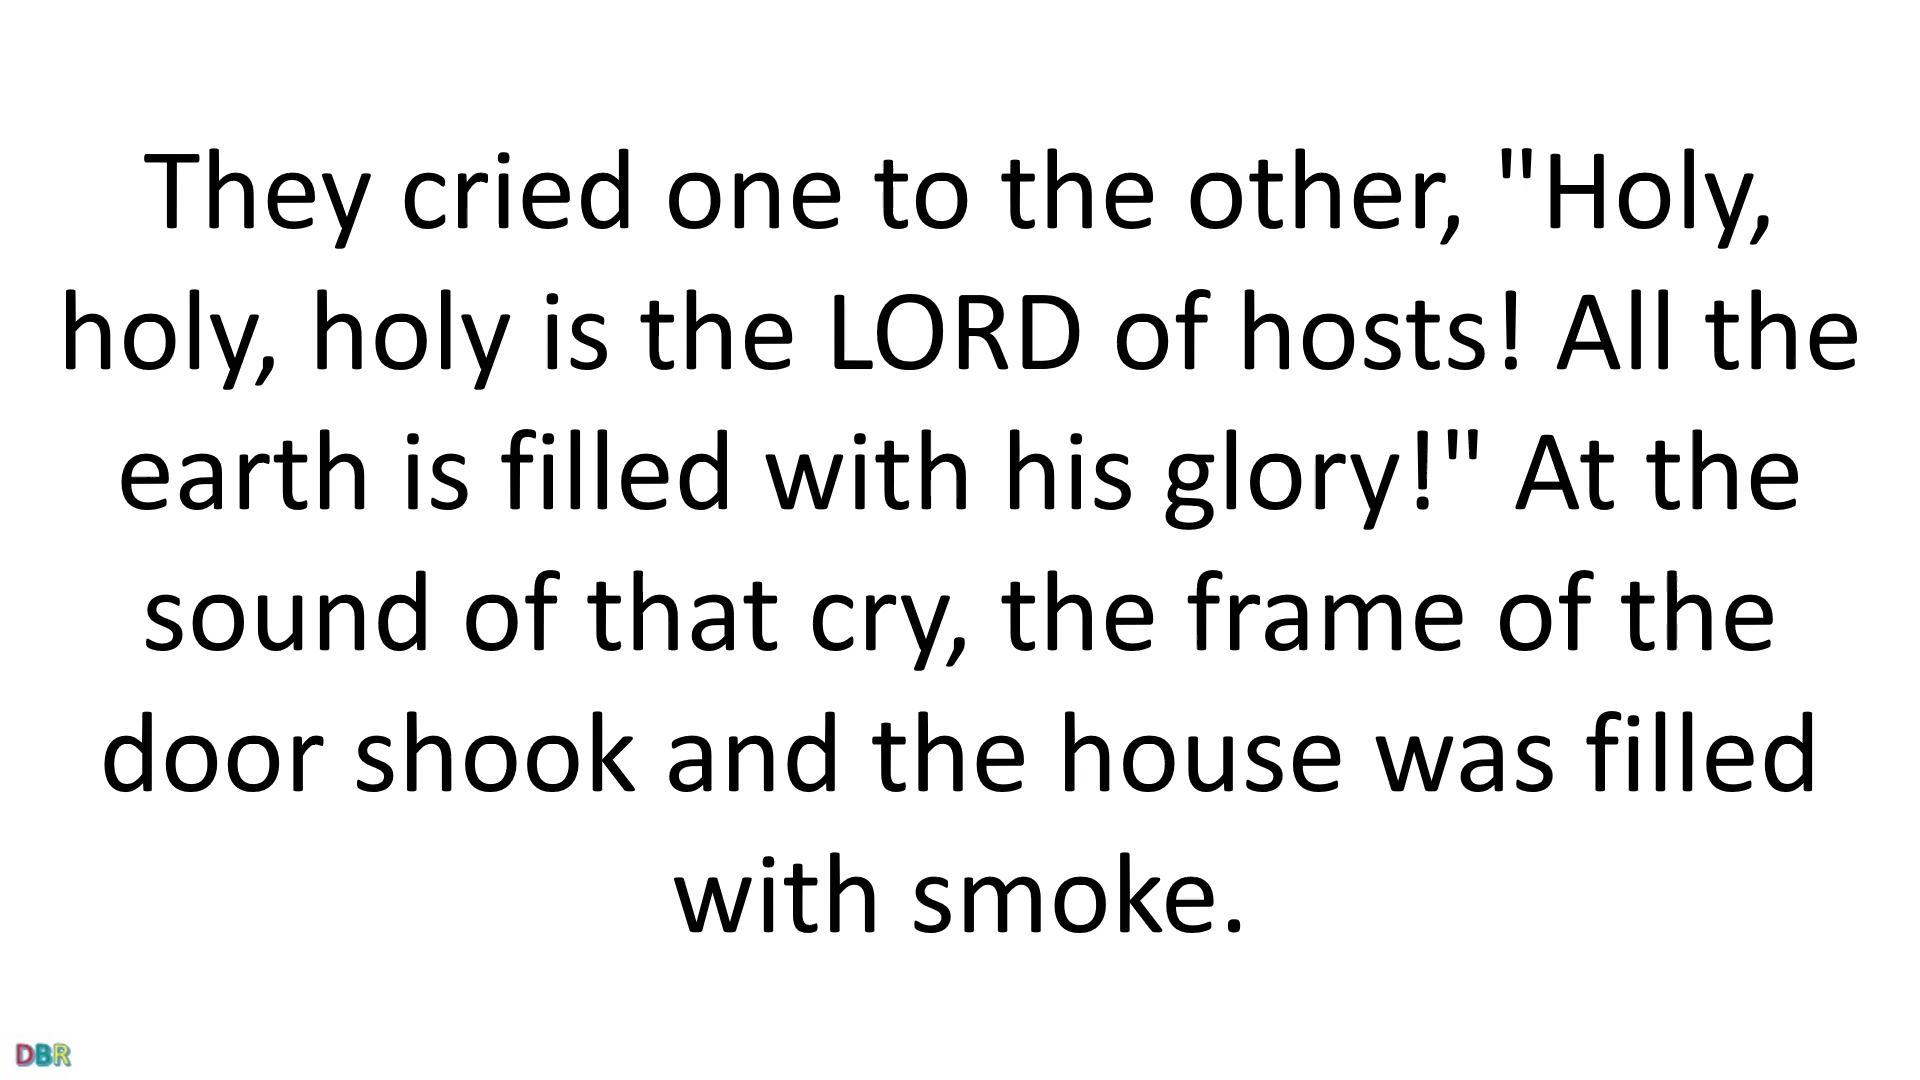 They cried one to the other, "Holy,
holy, holy is the LORD of hosts! All the
earth is filled with his glory!" At the
sound of that cry, the frame of the
door shook and the house was filled
with smoke.
DBR